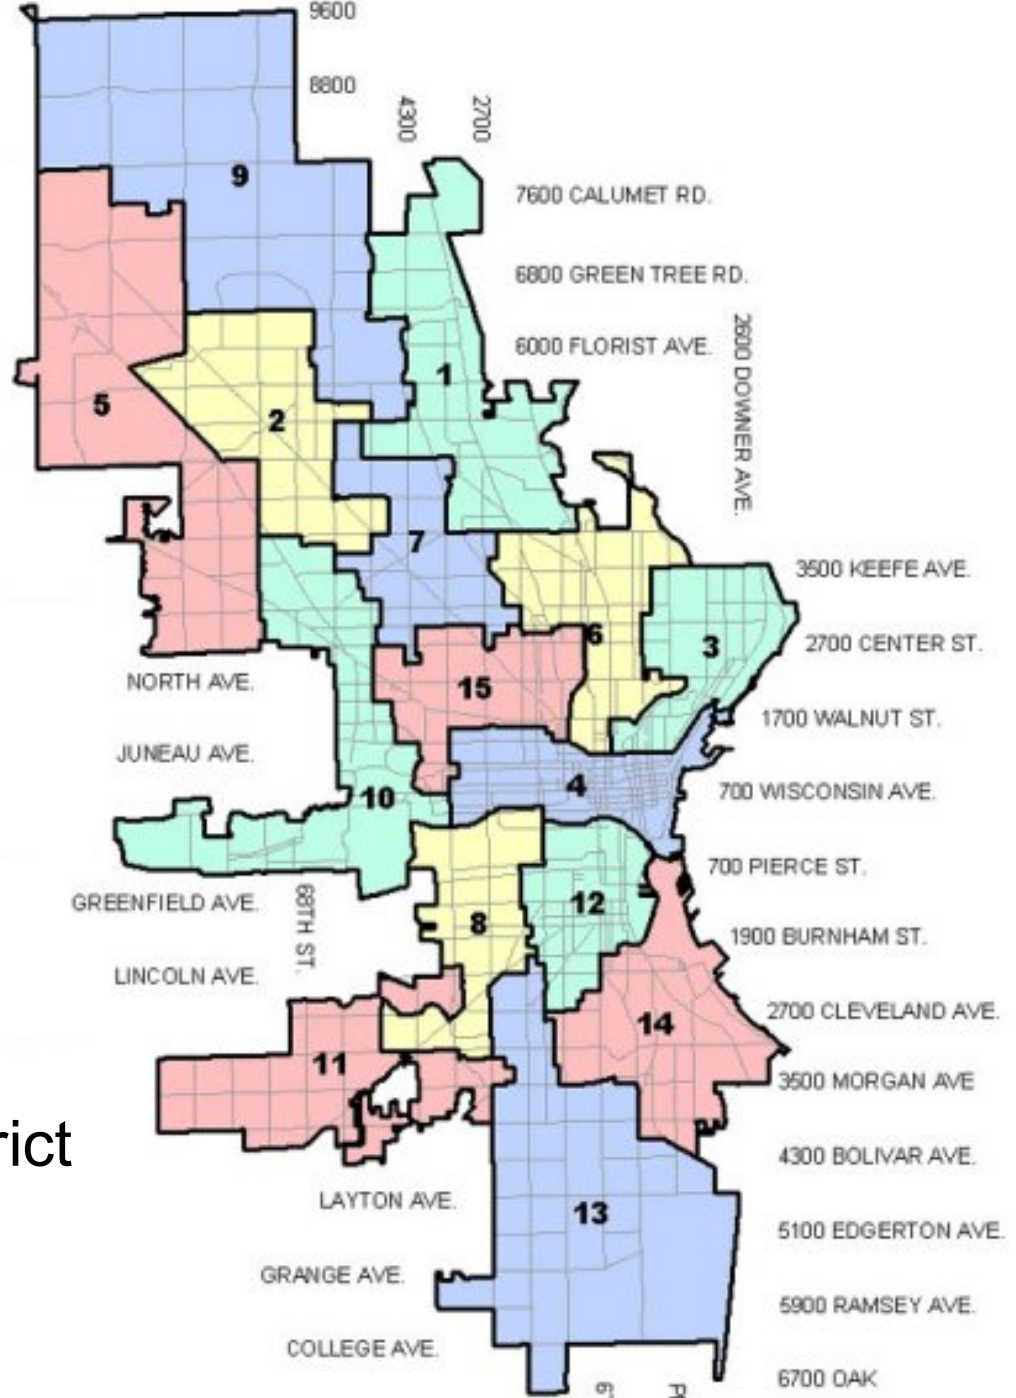 9600
8800
4300
2700
9
7600 CALUMET RD.
6800 GREEN TREE RD.
2600 DOWNER AVE.
6000 FLORIST AVE.
1
5
2
7
3500 KEEFE AVE.
6
3
2700 CENTER ST.
NORTH AVE.
15
1700 WALNUT ST.
JUNEAU AVE.
10
4
700 WISCONSIN AVE.
700 PIERCE ST.
GREENFIELD AVE.
68TH ST.
8
12
1900 BURNHAM ST.
LINCOLN AVE.
2700 CLEVELAND AVE.
14
11
3500 MORGAN AVE
rict
4300 BOLIVAR AVE.
LAYTON AVE.
13
5100 EDGERTON AVE.
GRANGE AVE.
5900 RAMSEY AVE.
COLLEGE AVE.
6700 OAK